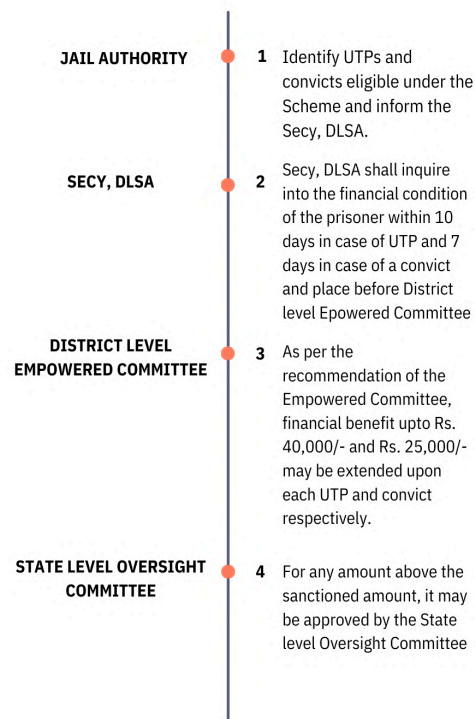 JAIL AUTHORITY
1
Identify UTPs and
convicts eligible under the
Scheme and inform the
Secy, DLSA.
SECY, DLSA
2
Secy, DLSA shall inquire
into the financial condition
of the prisoner within 10
days in case of UTP and 7
days in case of a convict
and place before District
level Epowered Committee
DISTRICT LEVEL
EMPOWERED COMMITTEE
3
As per the
recommendation of the
Empowered Committee,
financial benefit upto Rs.
40,000/- and Rs. 25,000/-
may be extended upon
each UTP and convict
respectively.
STATE LEVEL OVERSIGHT
COMMITTEE
4
For any amount above the
sanctioned amount, it may
be approved by the State
level Oversight Committee